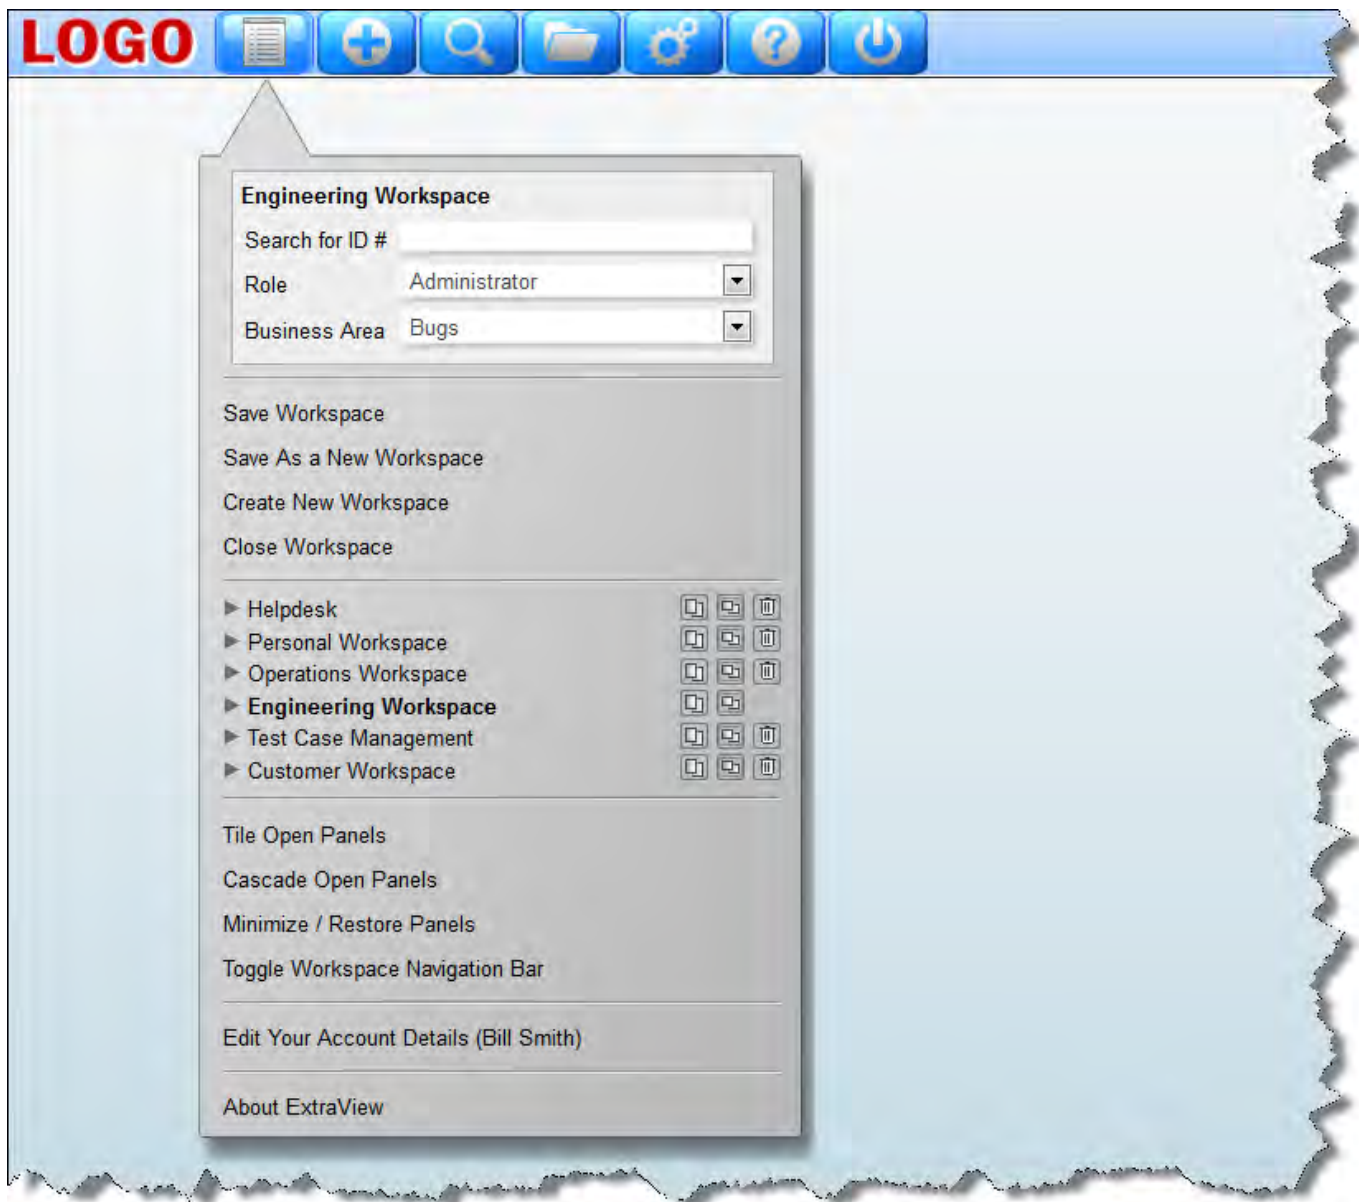 LOGO
Engineering Workspace
Search for ID #
Role Administrator
Business Area Bugs
Save Workspace
Save As a New Workspace
Create New Workspace
Close Workspace
Helpdesk
Personal Workspace
Operations Workspace
Engineering Workspace
Test Case Management
Customer Workspace
Tile Open Panels
Cascade Open Panels
Minimize / Restore Panels
Toggle Workspace Navigation Bar
Edit Your Account Details (Bill Smith)
About ExtraView